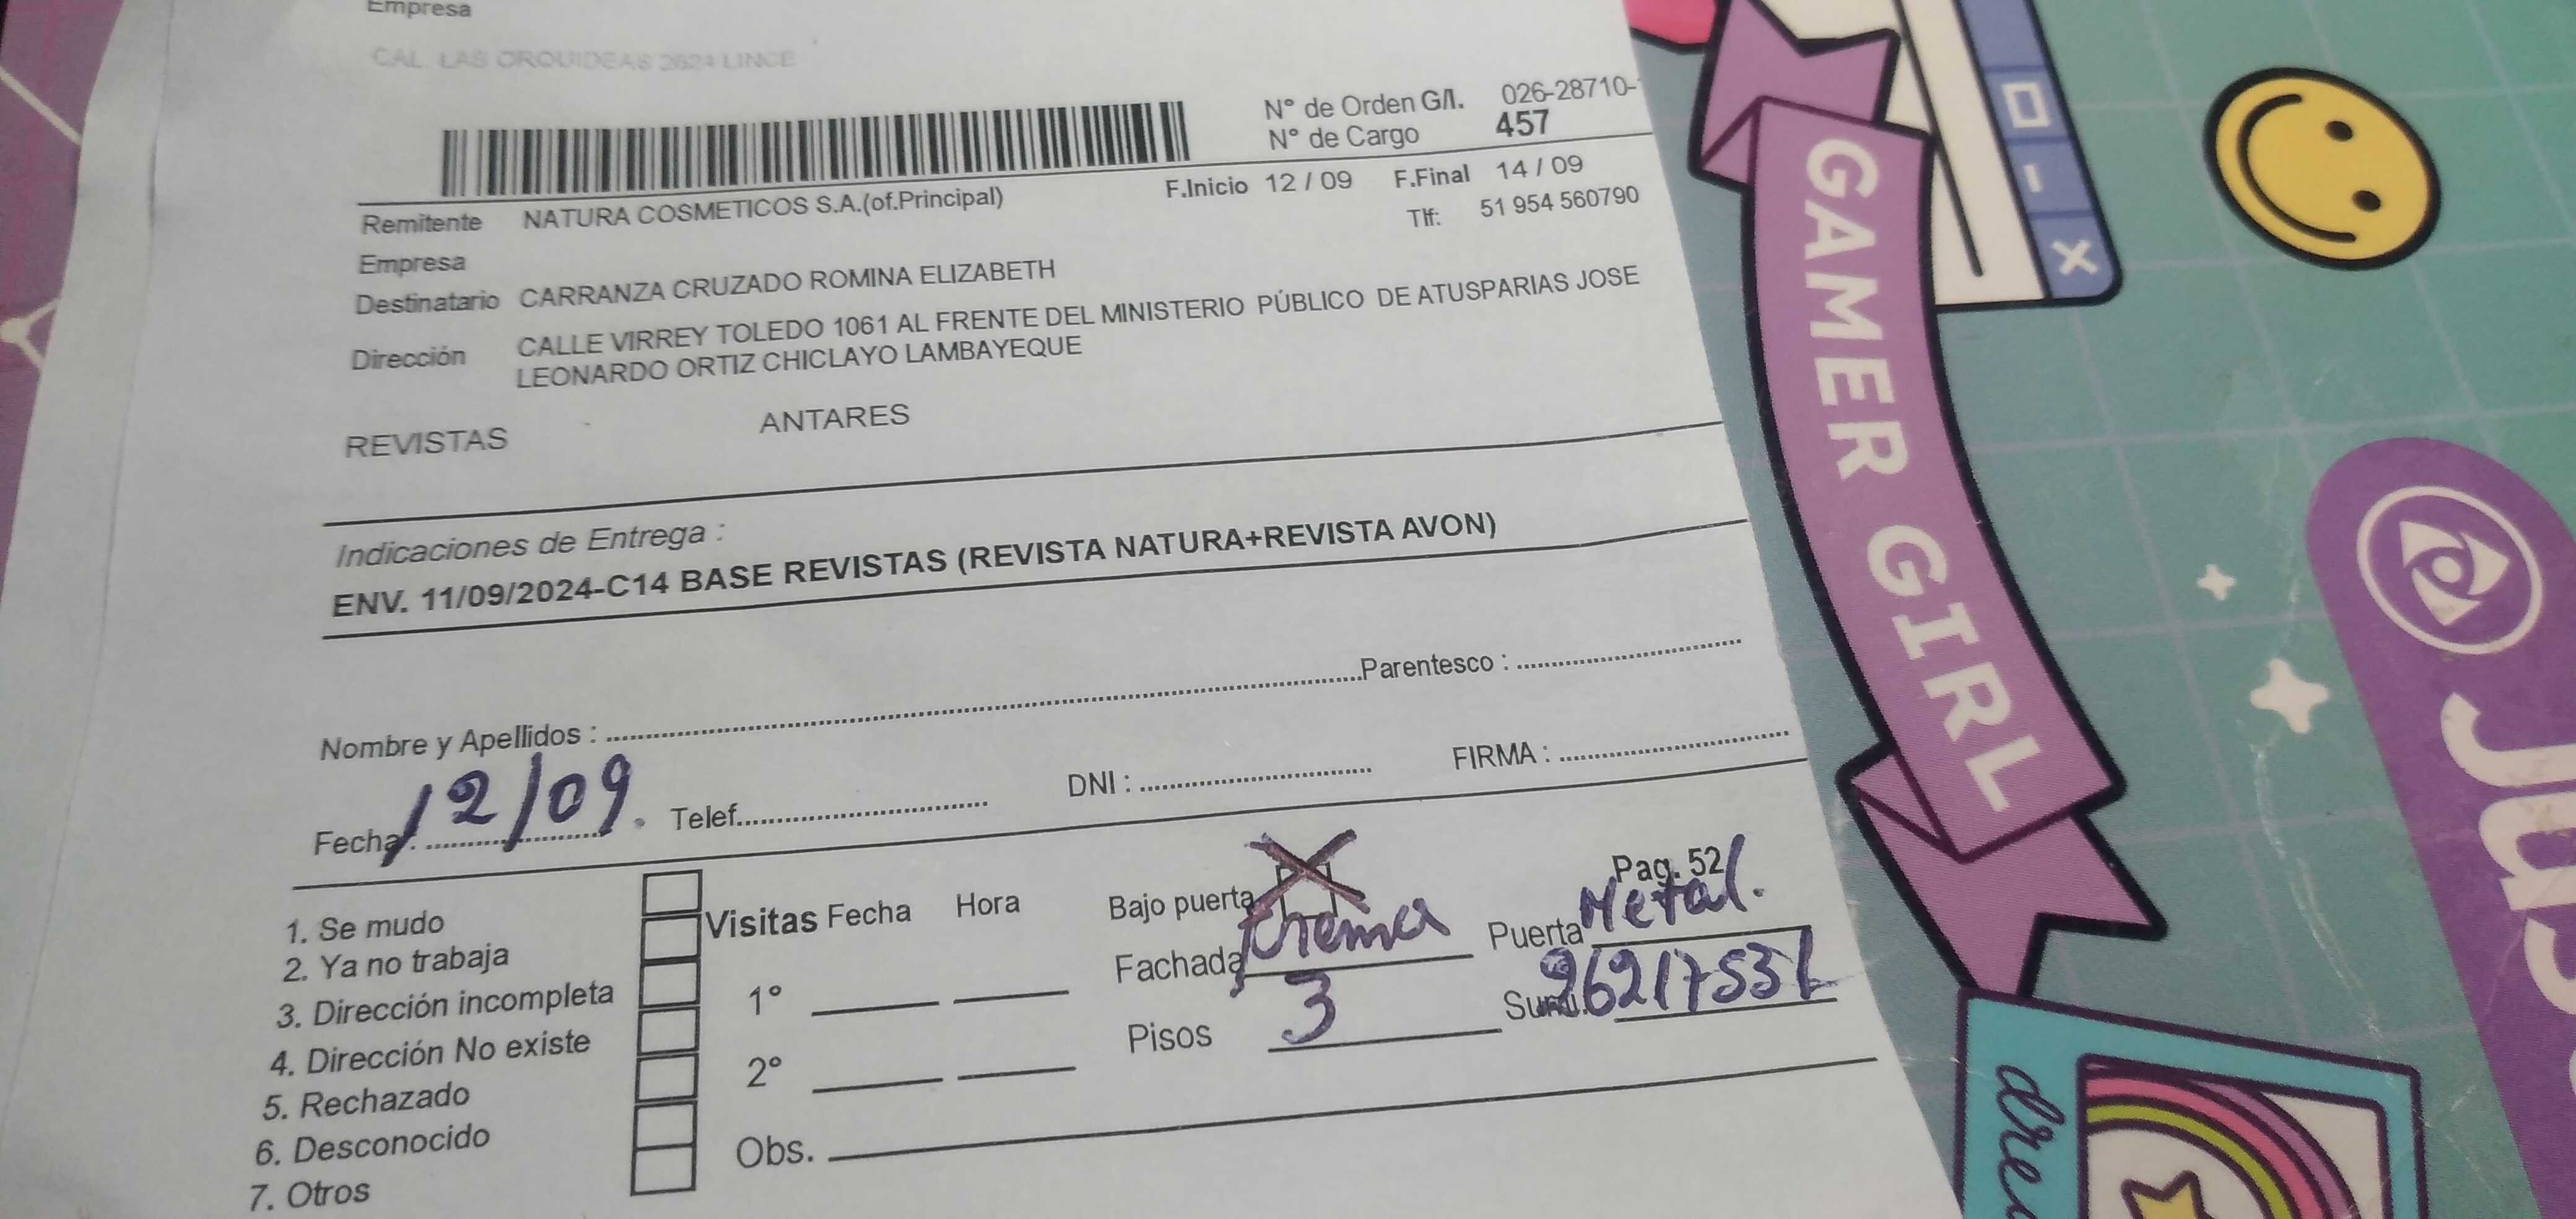 Empresa
CAL. LAS ORQUIDEAS 2624 LINCE
N° de Orden G/I. 026-28710-
N° de Cargo 457
F.Inicio 12 / 09 F.Final 14 / 09
Remitente NATURA COSMETICOS S.A.(of.Principal)
Tlf: 51 954 560790
Empresa
Destinatario CARRANZA CRUZADO ROMINA ELIZABETH
Dirección CALLE VIRREY TOLEDO 1061 AL FRENTE DEL MINISTERIO PÚBLICO DE ATUSPARIAS JOSE
LEONARDO ORTIZ CHICLAYO LAMBAYEQUE
REVISTAS ANTARES
Indicaciones de Entrega :
ENV. 11/09/2024-C14 BASE REVISTAS (REVISTA NATURA+REVISTA AVON)
Nombre y Apellidos : Parentesco :
Fecha: 12/09. Telef. DNI : FIRMA :
Pag. 52
1. Se mudo
2. Ya no trabaja
3. Dirección incompleta
4. Dirección No existe
5. Rechazado
6. Desconocido
7. Otros
Visitas Fecha Hora
1°
2°
Obs.
Bajo puerta X
Fachada crema Puerta Metal.
Pisos 3 Sumi. 96217531
GAMER GIRL